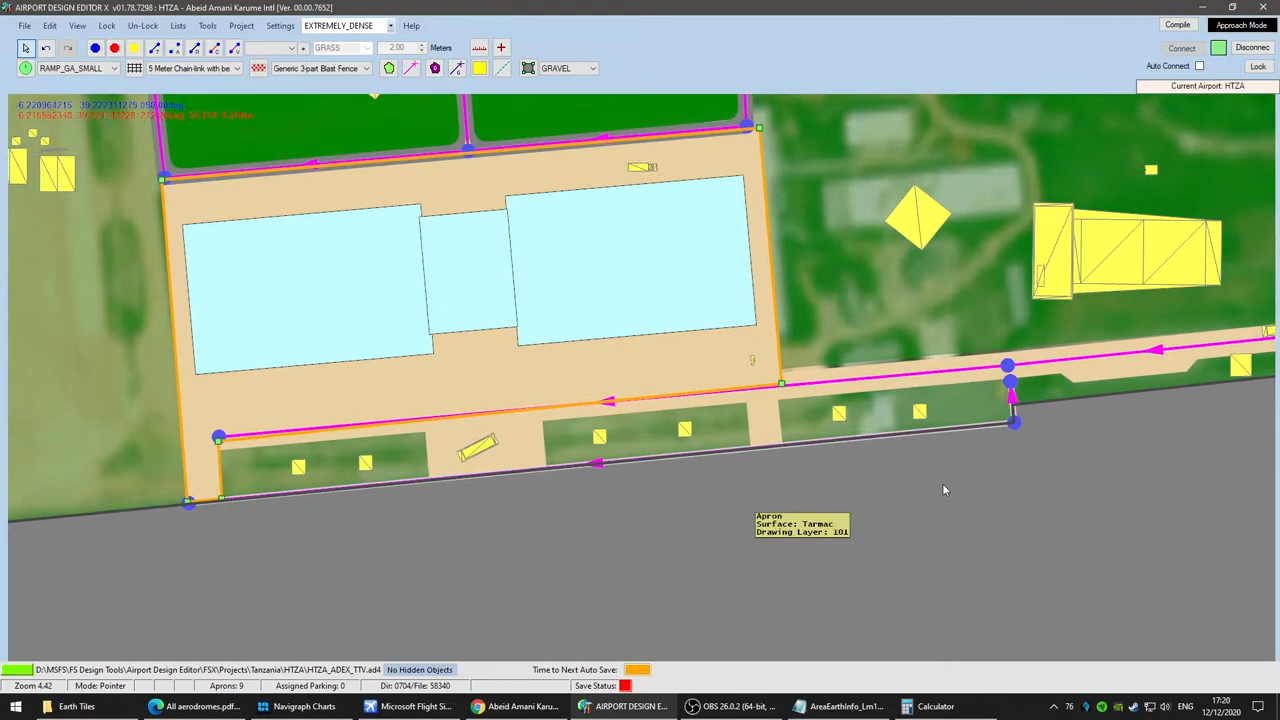 AIRPORT DESIGN EDITOR X v01.78.7298 : HTZA - Abeid Amani Karume Intl [Ver. 00.00.7652]
File Edit View Lock Un-Lock Lists Tools Project Settings EXTREMELY_DENSE Help
Compile Approach Mode
GRASS 2.00 Meters
Connect Disconnect
RAMP_GA_SMALL 5 Meter Chain-link with be Generic 3-part Blast Fence GRAVEL
Auto Connect Lock
Current Airport: HTZA
Apron
Surface: Tarmac
Drawing Layer: 101
D:\MSFS\FS Design Tools\Airport Design Editor\FSX\Projects\Tanzania\HTZA\HTZA_ADEX_TTV.ad4 No Hidden Objects Time to Next Auto Save:
Zoom 4.42 Mode: Pointer Aprons: 9 Assigned Parking: 0 Dir: 0704/File: 58340 Save Status:
Earth Tiles All aerodromes.pdf... Navigraph Charts Microsoft Flight Si... Abeid Amani Karu... AIRPORT DESIGN E... OBS 26.0.2 (64-bit, ... AreaEarthInfo_Lm1... Calculator 76 17:20
12/12/2020